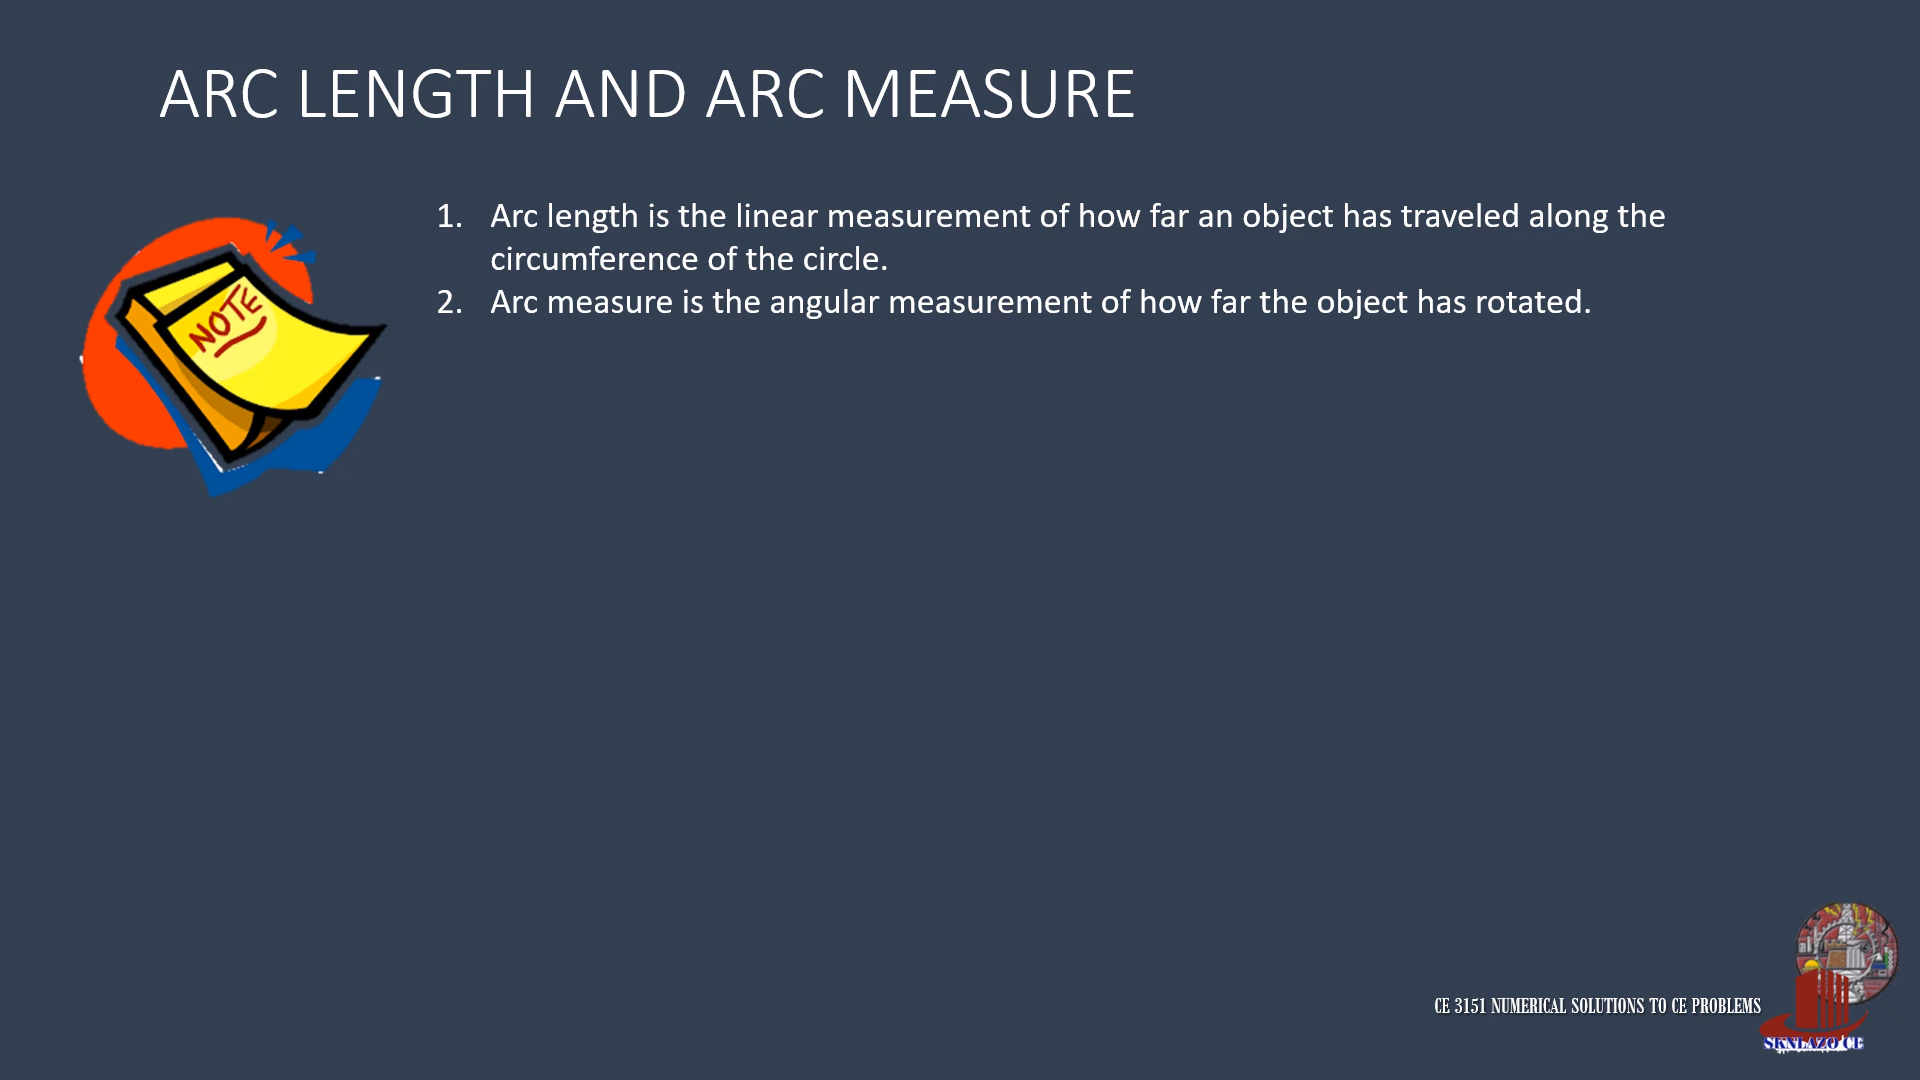 ARC LENGTH AND ARC MEASURE
NOTE
1. Arc length is the linear measurement of how far an object has traveled along the
circumference of the circle.
2. Arc measure is the angular measurement of how far the object has rotated.
CE 3151 NUMERICAL SOLUTIONS TO CE PROBLEMS
SKNLAZO CE